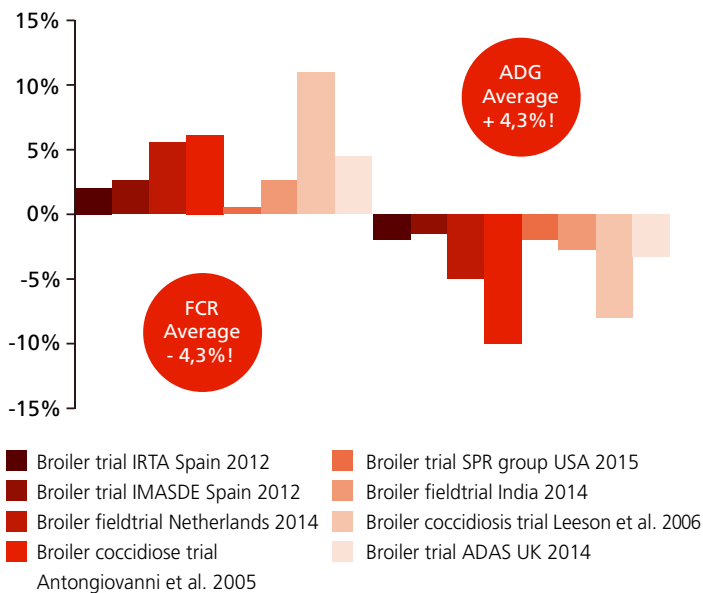 15%
10%
5%
0%
-5%
-10%
-15%
ADG
Average
+ 4,3%!
FCR
Average
- 4,3%!
Broiler trial IRTA Spain 2012
Broiler trial IMASDE Spain 2012
Broiler fieldtrial Netherlands 2014
Broiler coccidiose trial
Antongiovanni et al. 2005
Broiler trial SPR group USA 2015
Broiler fieldtrial India 2014
Broiler coccidiosis trial Leeson et al. 2006
Broiler trial ADAS UK 2014